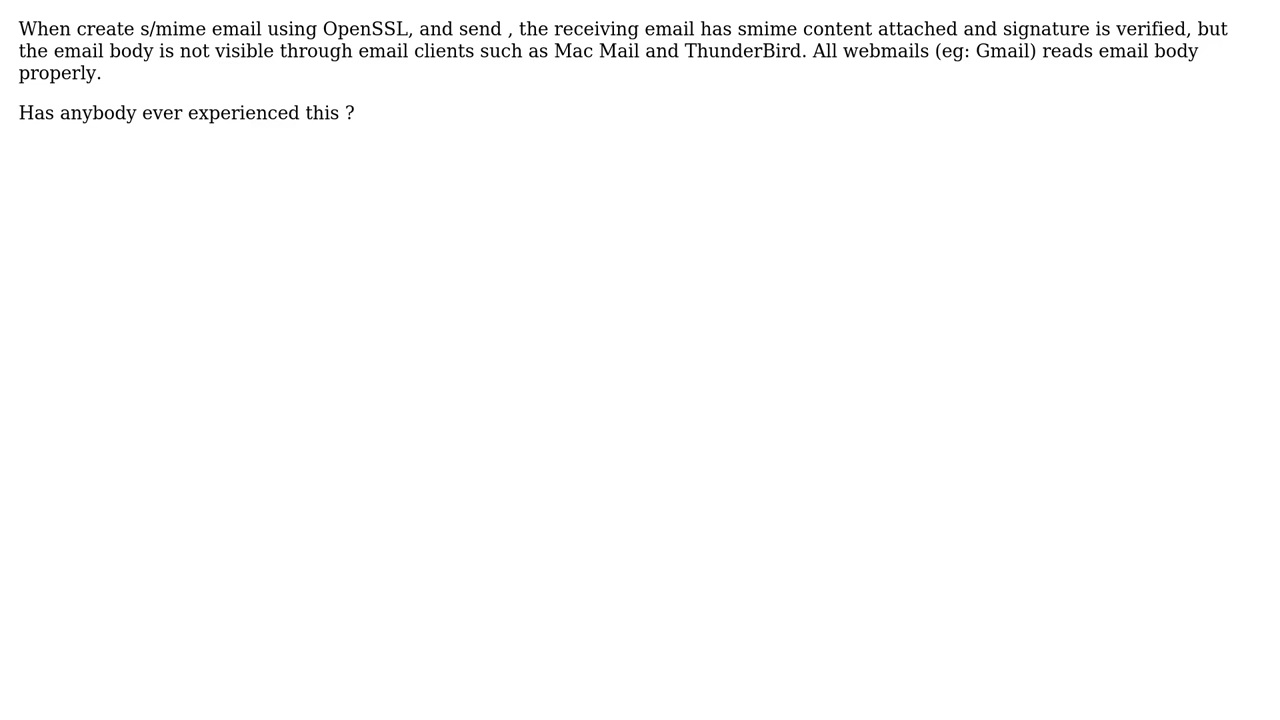 When create s/mime email using OpenSSL, and send , the receiving email has smime content attached and signature is verified, but
the email body is not visible through email clients such as Mac Mail and ThunderBird. All webmails (eg: Gmail) reads email body
properly.
Has anybody ever experienced this ?